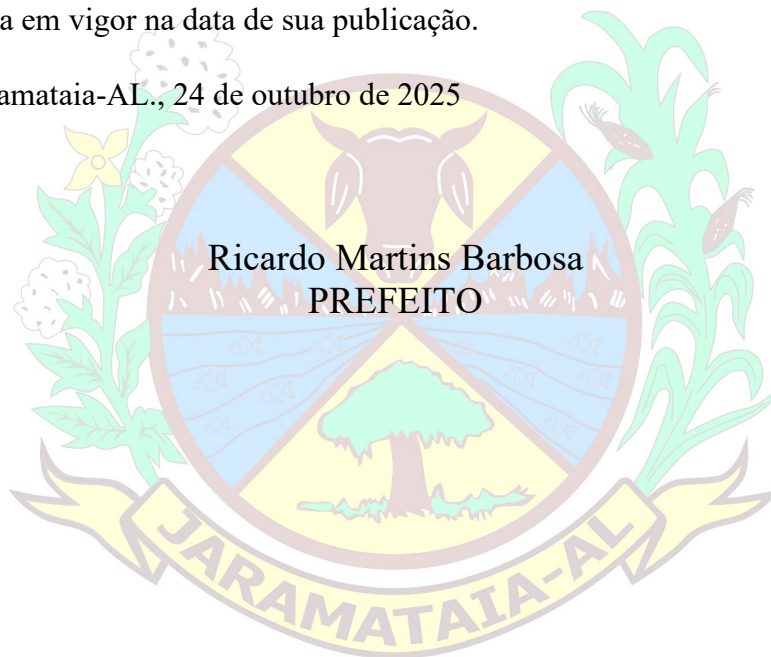 a em vigor na data de sua publicação.
amataia-AL., 24 de outubro de 2025
Ricardo Martins Barbosa
PREFEITO
JARAMATAIA-AL